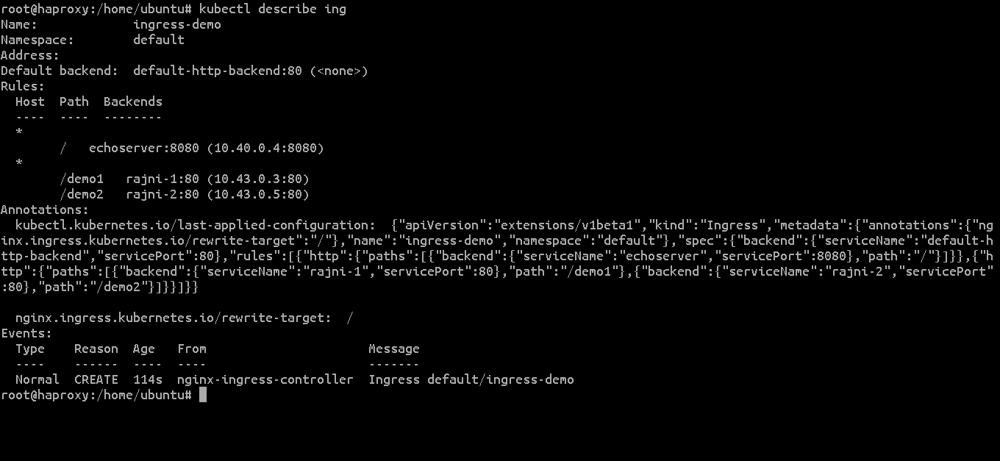 root@haproxy:/home/ubuntu# kubectl describe ing
Name:             ingress-demo
Namespace:        default
Address:
Default backend:  default-http-backend:80 (<none>)
Rules:
  Host  Path  Backends
  ----  ----  --------
  *
        /   echoserver:8080 (10.40.0.4:8080)
  *
        /demo1   rajni-1:80 (10.43.0.3:80)
        /demo2   rajni-2:80 (10.43.0.5:80)
Annotations:
  kubectl.kubernetes.io/last-applied-configuration:  {"apiVersion":"extensions/v1beta1","kind":"Ingress","metadata":{"annotations":{"ng
inx.ingress.kubernetes.io/rewrite-target":"/"},"name":"ingress-demo","namespace":"default"},"spec":{"backend":{"serviceName":"default-h
ttp-backend","servicePort":80},"rules":[{"http":{"paths":[{"backend":{"serviceName":"echoserver","servicePort":8080},"path":"/"}]}},{"h
ttp":{"paths":[{"backend":{"serviceName":"rajni-1","servicePort":80},"path":"/demo1"},{"backend":{"serviceName":"rajni-2","servicePort"
:80},"path":"/demo2"}]}}]}}

  nginx.ingress.kubernetes.io/rewrite-target:  /
Events:
  Type    Reason  Age   From                      Message
  ----    ------  ----  ----                      -------
  Normal  CREATE  114s  nginx-ingress-controller  Ingress default/ingress-demo
root@haproxy:/home/ubuntu#